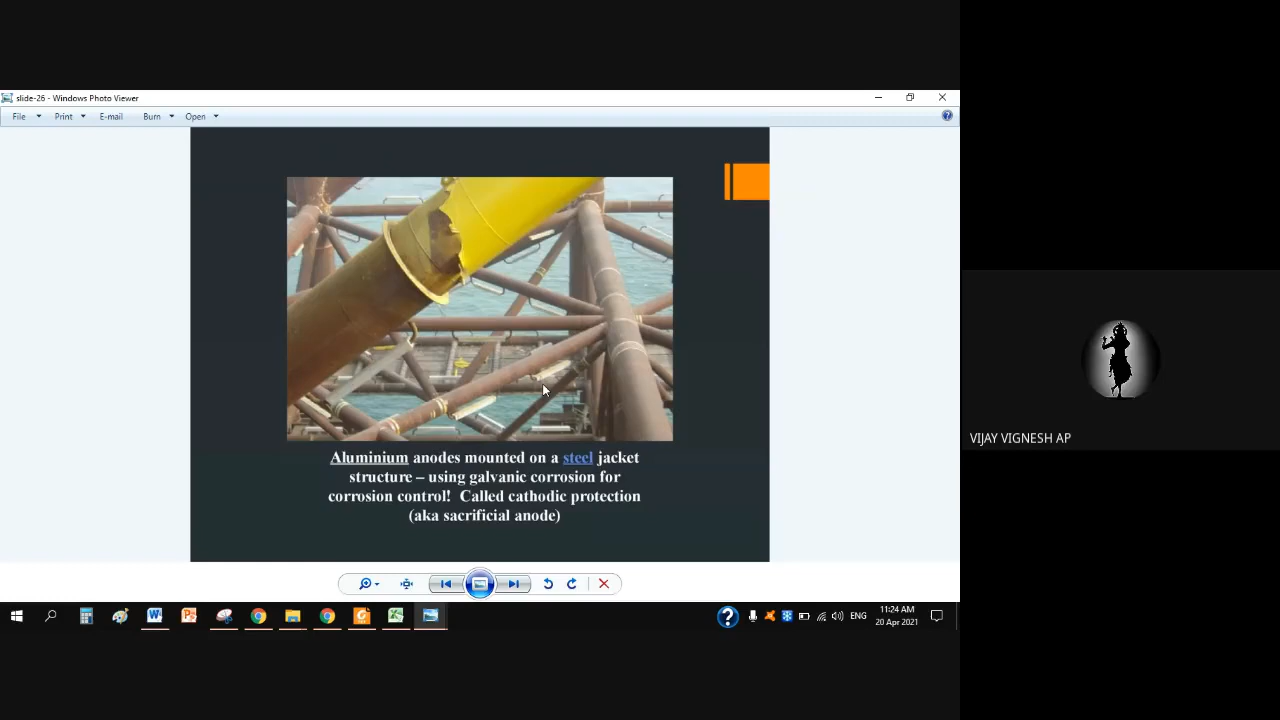 slide-26 - Windows Photo Viewer
File Print E-mail Burn Open
Aluminium anodes mounted on a steel jacket
structure – using galvanic corrosion for
corrosion control! Called cathodic protection
(aka sacrificial anode)
VIJAY VIGNESH AP
ENG
11:24 AM
20 Apr 2021